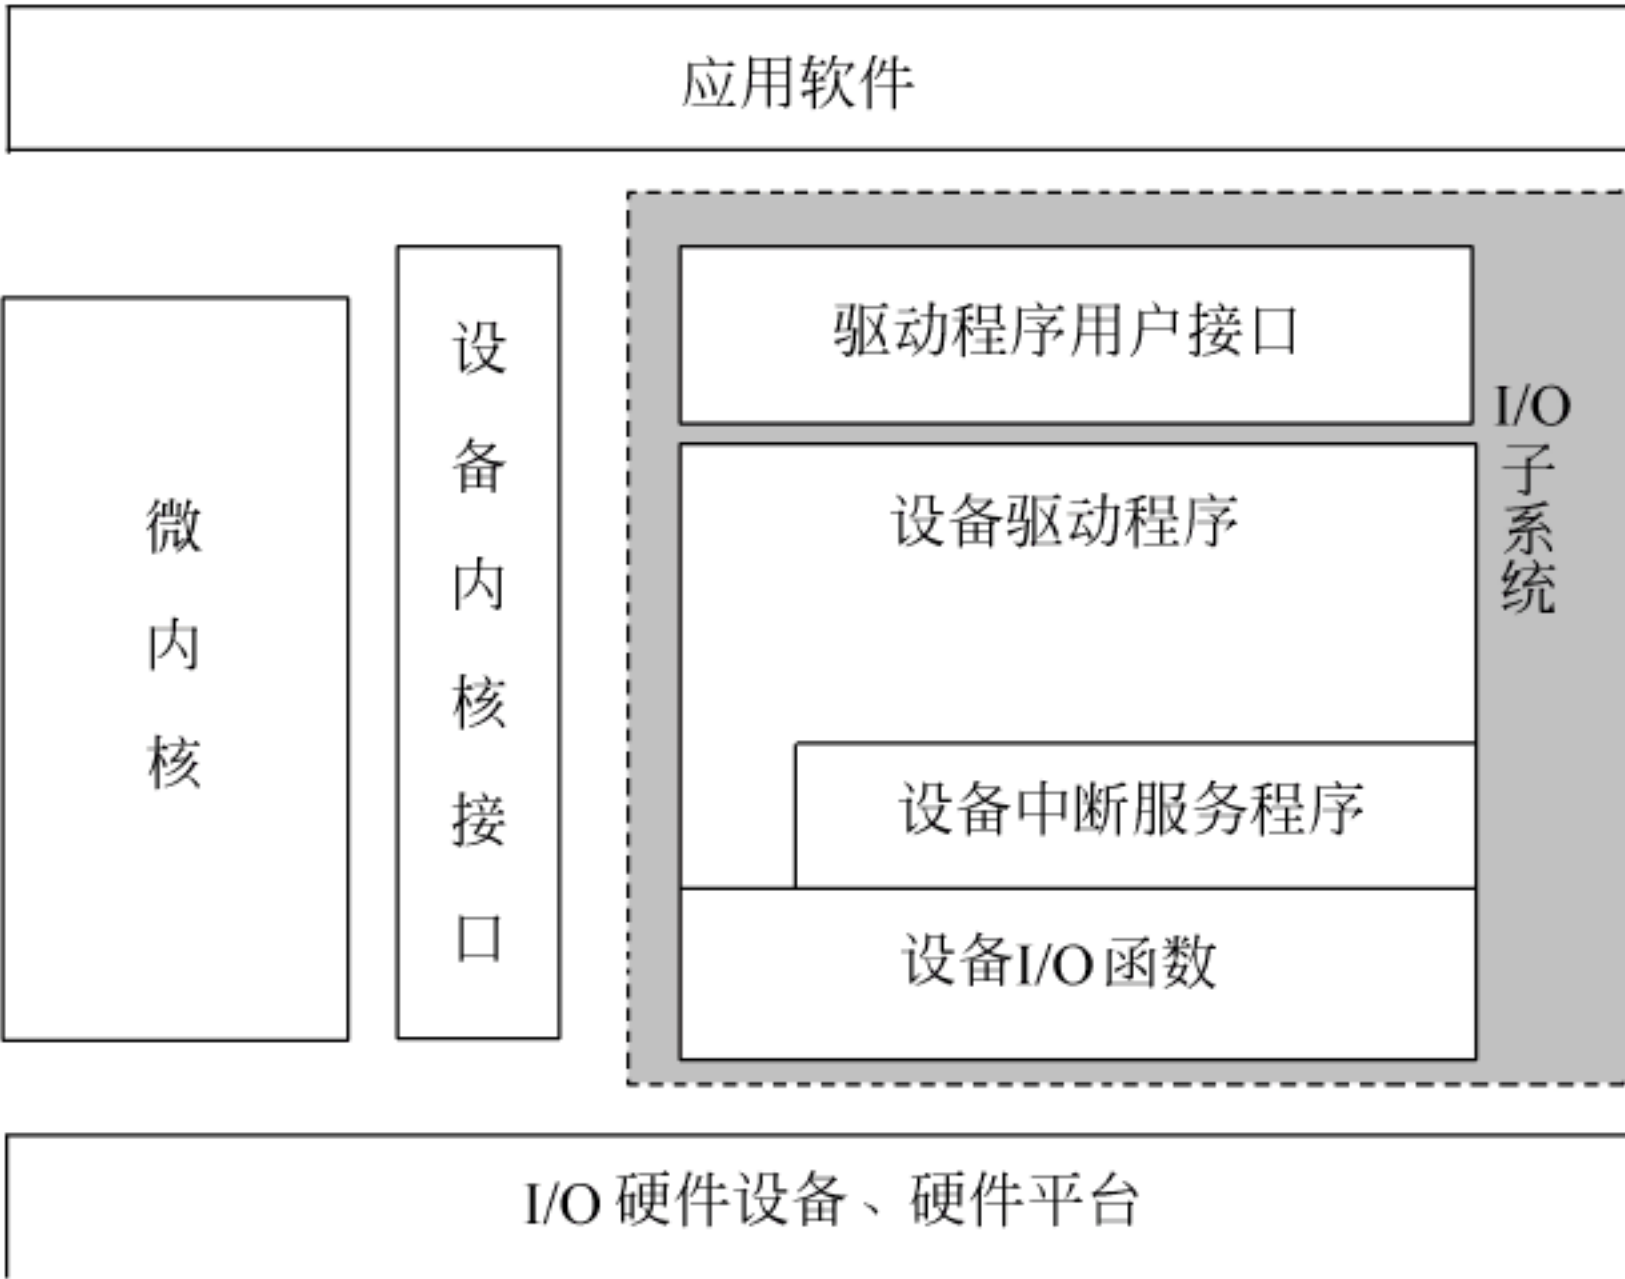 应用软件
微内核
设备内核接口
驱动程序用户接口
I/O
子系统
设备驱动程序
设备中断服务程序
设备I/O函数
I/O 硬件设备、硬件平台